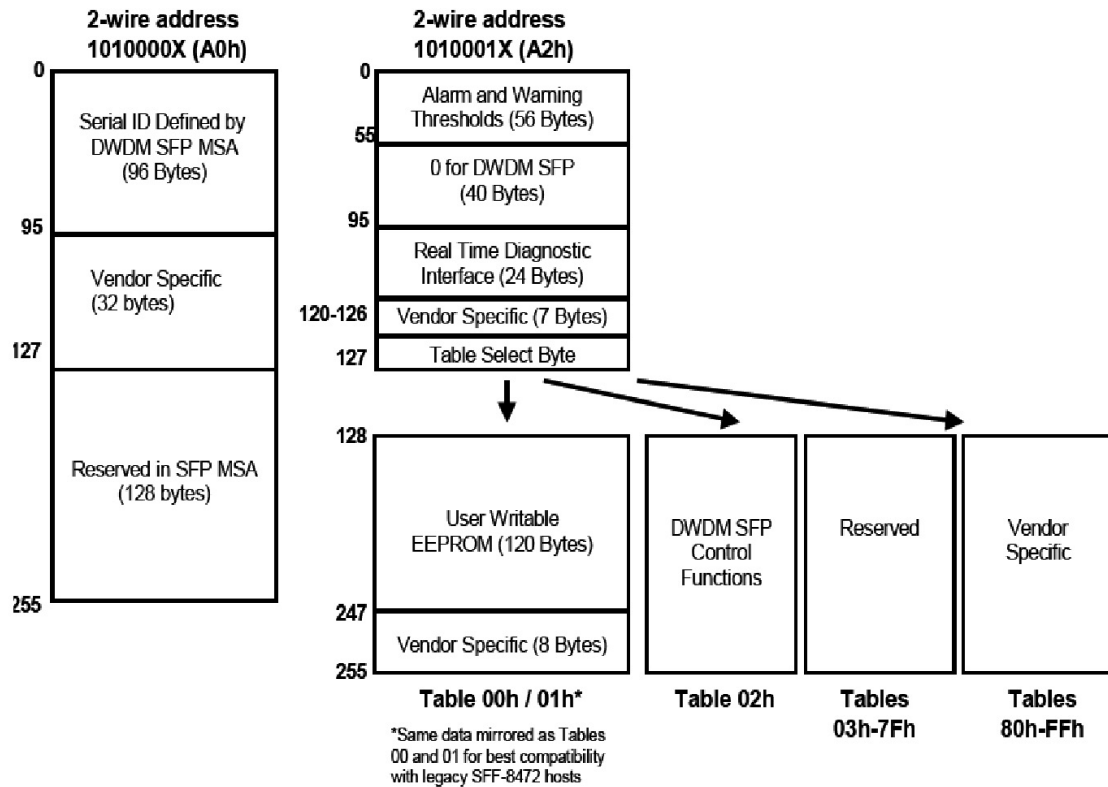 2-wire address
1010000X (A0h)
0
Serial ID Defined by
DWDM SFP MSA
(96 Bytes)
95
Vendor Specific
(32 bytes)
127
Reserved in SFP MSA
(128 bytes)
255
2-wire address
1010001X (A2h)
0
Alarm and Warning
Thresholds (56 Bytes)
55
0 for DWDM SFP
(40 Bytes)
95
Real Time Diagnostic
Interface (24 Bytes)
120-126
Vendor Specific (7 Bytes)
127
Table Select Byte
128
User Writable
EEPROM (120 Bytes)
247
Vendor Specific (8 Bytes)
255
Table 00h / 01h*
*Same data mirrored as Tables
00 and 01 for best compatibility
with legacy SFF-8472 hosts
DWDM SFP
Control
Functions
Table 02h
Reserved
Tables
03h-7Fh
Vendor
Specific
Tables
80h-FFh